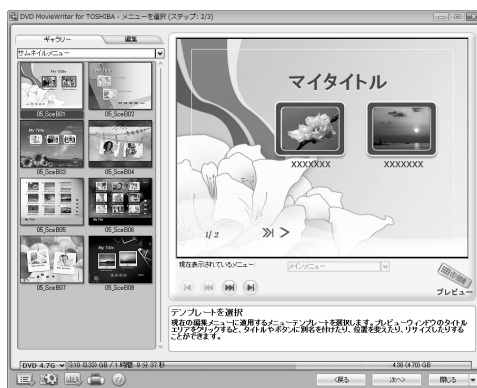 DVD MovieWriter for TOSHIBA - メニューを選択 (ステップ: 2/3)
ギャラリー
編集
サムネイルメニュー
05_SceB01
05_SceB02
05_SceB03
05_SceB04
05_SceB05
05_SceB06
05_SceB07
05_SceB08
マイタイトル
XXXXXXX
XXXXXXX
1/2
現在表示されているメニュー:
メインメニュー
プレビュー
テンプレートを選択
現在の編集メニューに適用するメニューテンプレートを選択します。プレビューウィンドウのタイトル
エリアをクリックすると、タイトルやボタンに別名を付けたり、位置を変えたり、リサイズしたりする
ことができます。
DVD 4.7G
4.38 (4.70) GB
<戻る
次へ>
閉じる